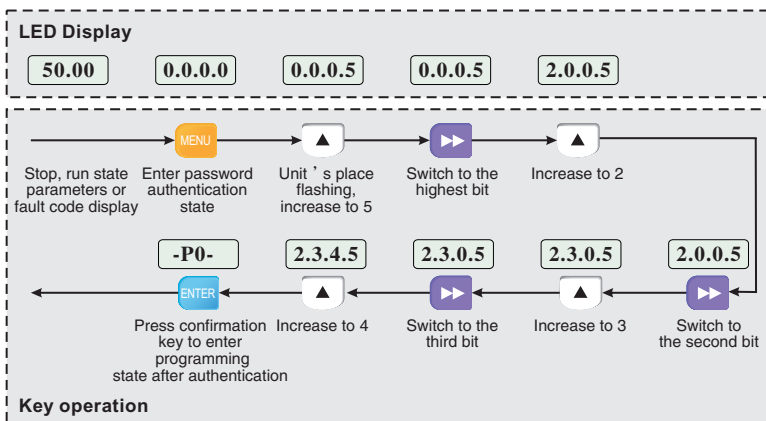 LED Display
50.00 0.0.0.0 0.0.0.5 0.0.0.5 2.0.0.5
MENU
Stop, run state
parameters or
fault code display
Enter password
authentication
state
Unit ' s place
flashing,
increase to 5
Switch to the
highest bit
Increase to 2
-P0- 2.3.4.5 2.3.0.5 2.3.0.5 2.0.0.5
ENTER
Press confirmation
key to enter
programming
state after authentication
Increase to 4
Switch to the
third bit
Increase to 3
Switch to
the second bit
Key operation